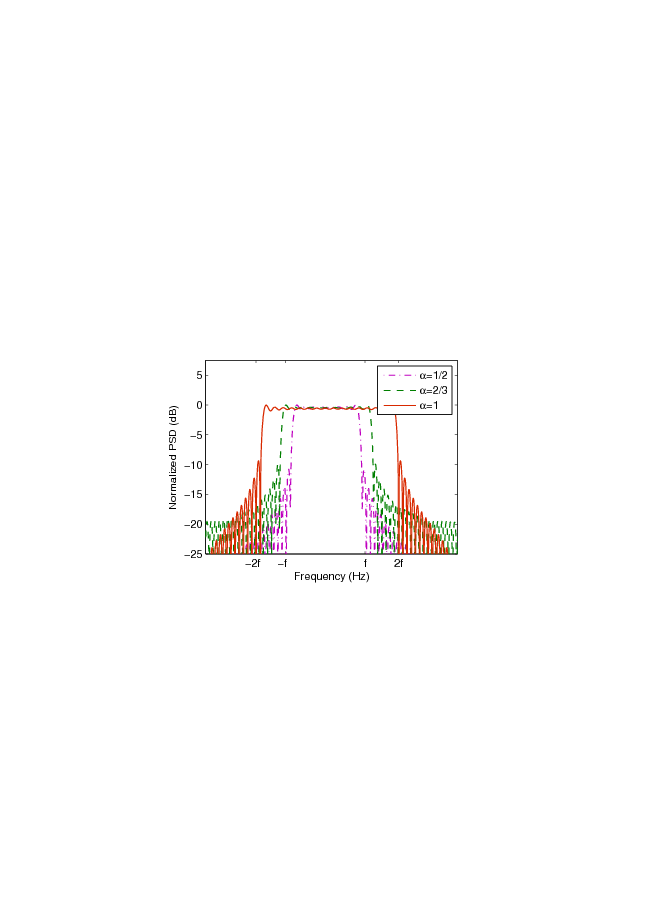 5
0
−5
−10
−15
−20
−25
Normalized PSD (dB)
α=1/2
α=2/3
α=1
−2f −f f 2f
Frequency (Hz)